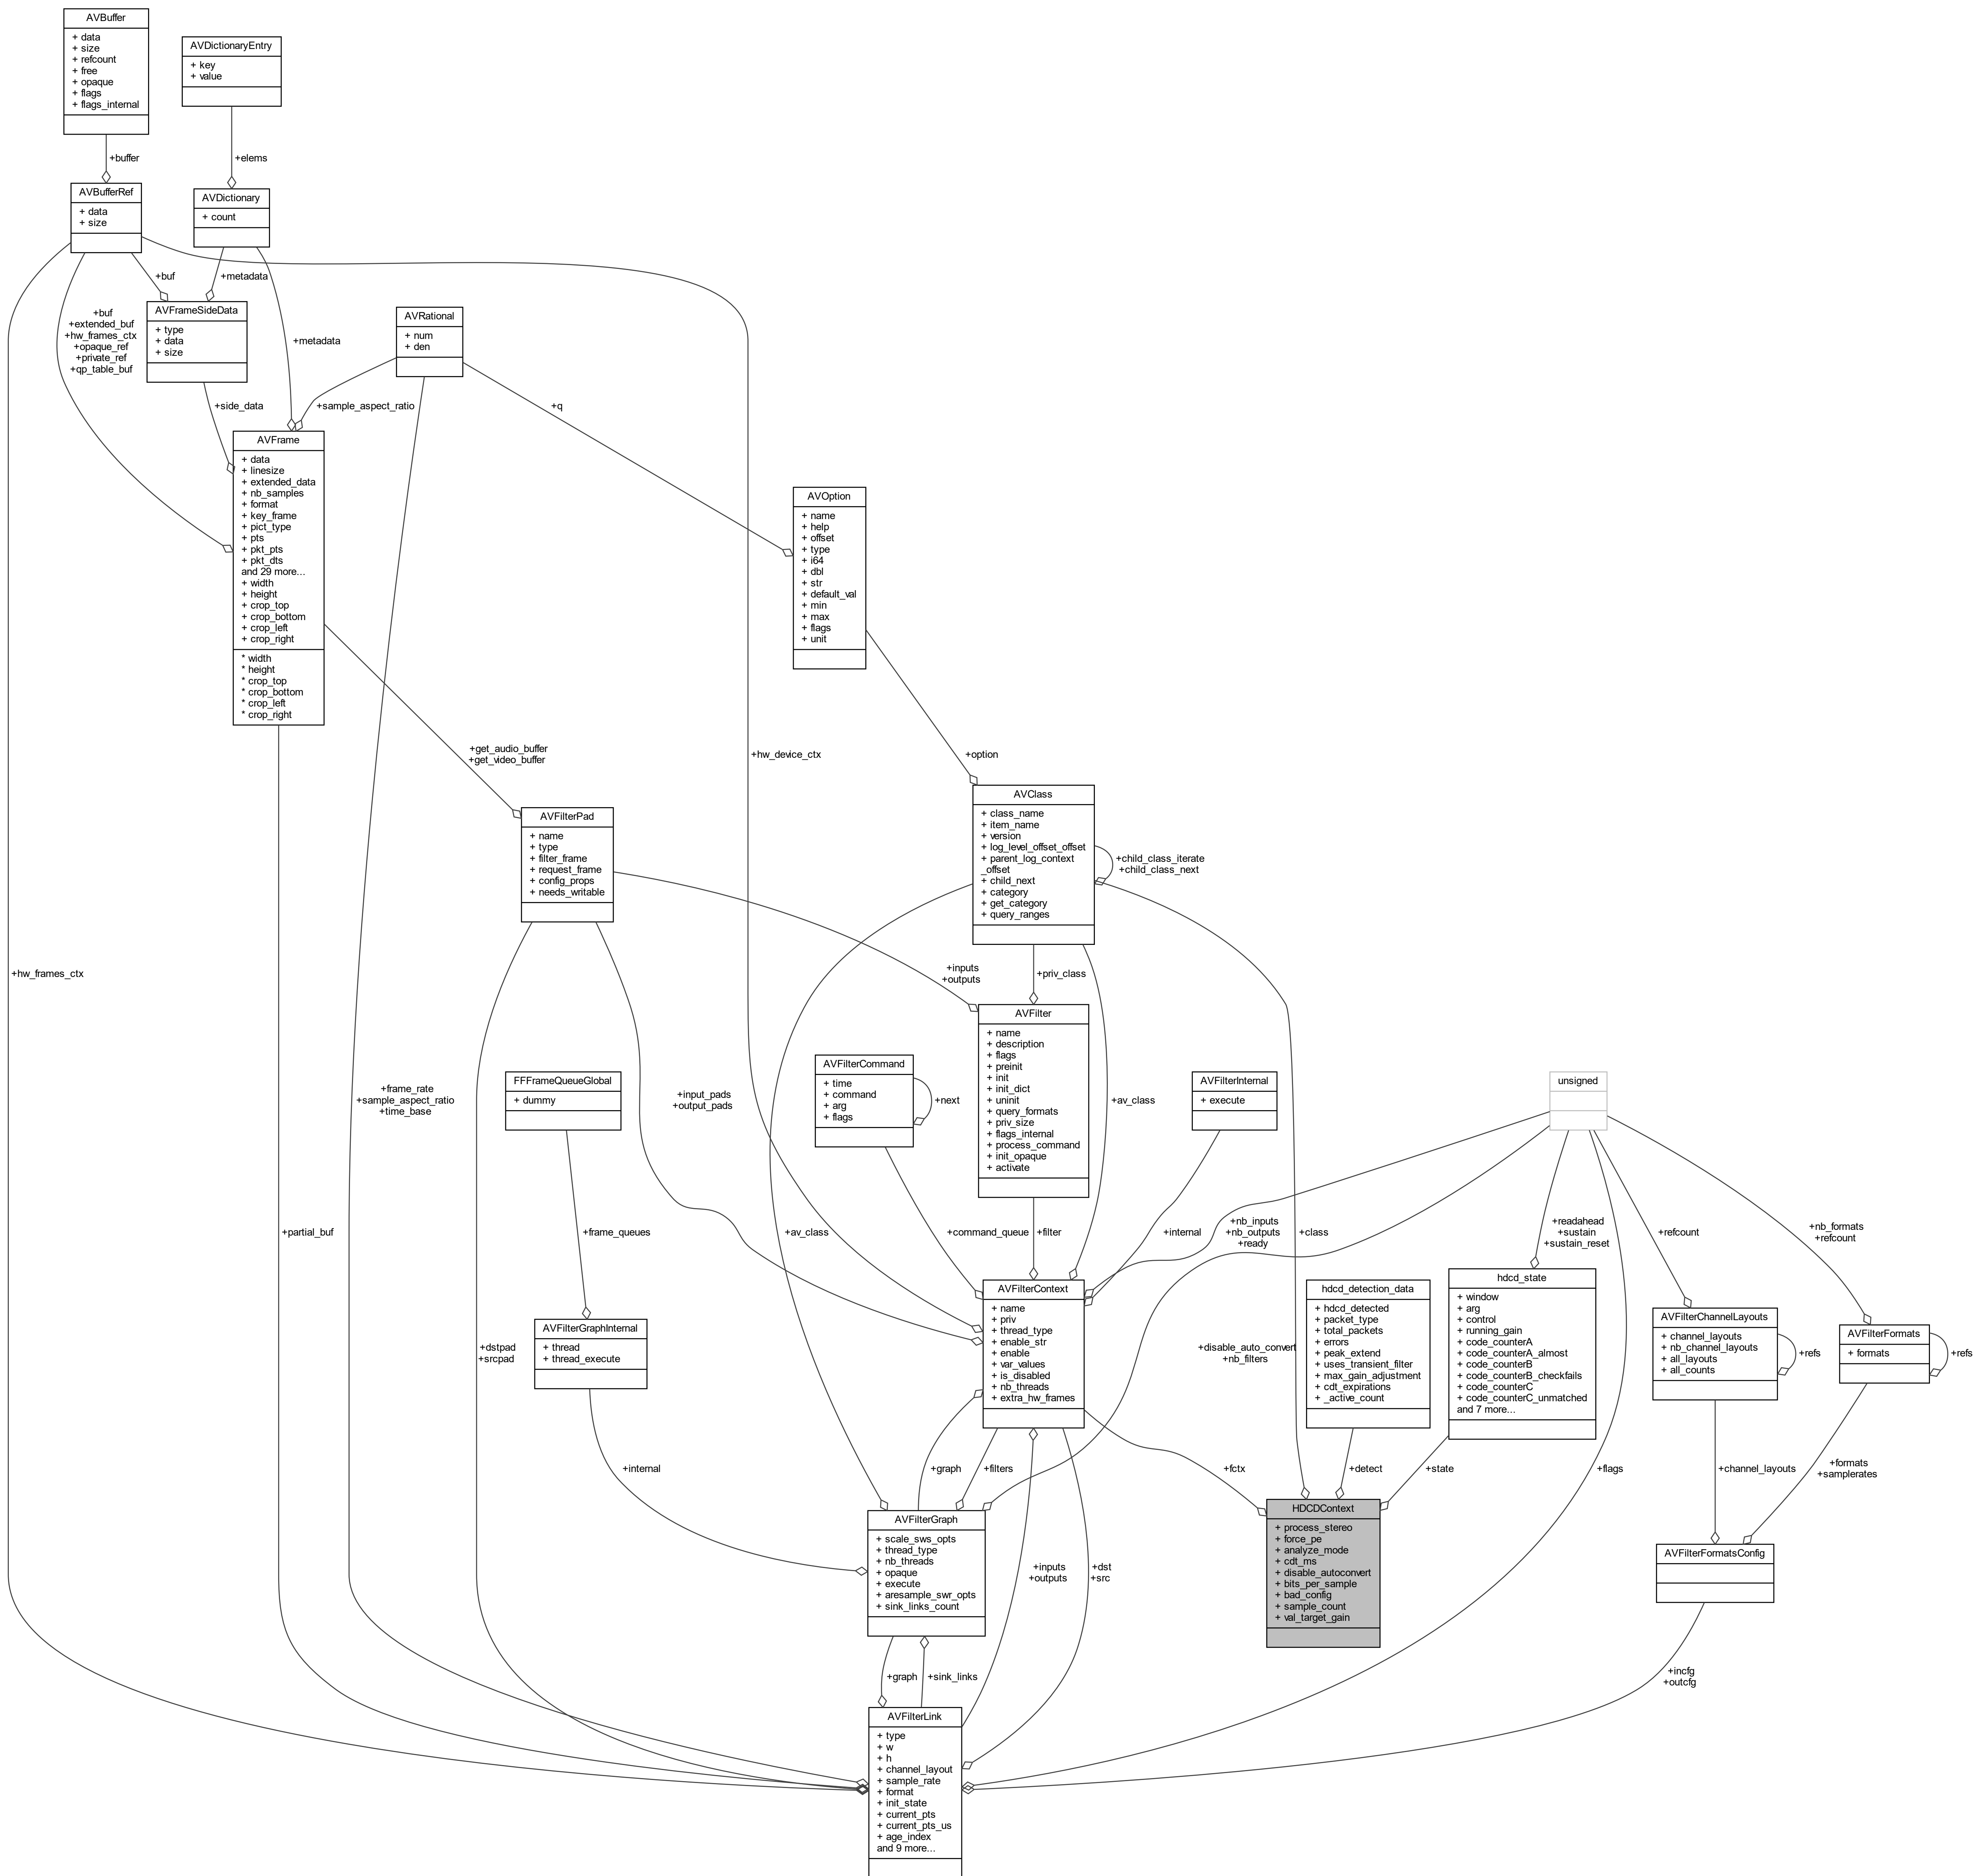 AVBuffer
+ data
+ size
+ refcount
+ free
+ opaque
+ flags
+ flags_internal
AVDictionaryEntry
+ key
+ value
+buffer
+elems
AVBufferRef
+ data
+ size
AVDictionary
+ count
+buf
+metadata
+buf
+extended_buf
+hw_frames_ctx
+opaque_ref
+private_ref
+qp_table_buf
AVFrameSideData
+ type
+ data
+ size
+metadata
AVRational
+ num
+ den
+side_data
+sample_aspect_ratio
+q
AVFrame
+ data
+ linesize
+ extended_data
+ nb_samples
+ format
+ key_frame
+ pict_type
+ pts
+ pkt_pts
+ pkt_dts
and 29 more...
+ width
+ height
+ crop_top
+ crop_bottom
+ crop_left
+ crop_right
* width
* height
* crop_top
* crop_bottom
* crop_left
* crop_right
AVOption
+ name
+ help
+ offset
+ type
+ i64
+ dbl
+ str
+ default_val
+ min
+ max
+ flags
+ unit
+get_audio_buffer
+get_video_buffer
+hw_device_ctx
+option
AVFilterPad
+ name
+ type
+ filter_frame
+ request_frame
+ config_props
+ needs_writable
AVClass
+ class_name
+ item_name
+ version
+ log_level_offset_offset
+ parent_log_context
_offset
+ child_next
+ category
+ get_category
+ query_ranges
+child_class_iterate
+child_class_next
+hw_frames_ctx
+inputs
+outputs
+priv_class
AVFilter
+ name
+ description
+ flags
+ preinit
+ init
+ init_dict
+ uninit
+ query_formats
+ priv_size
+ flags_internal
+ process_command
+ init_opaque
+ activate
AVFilterCommand
+ time
+ command
+ arg
+ flags
+next
FFFrameQueueGlobal
+ dummy
+frame_rate
+sample_aspect_ratio
+time_base
+input_pads
+output_pads
+av_class
AVFilterInternal
+ execute
unsigned
+partial_buf
+frame_queues
+av_class
+command_queue
+filter
+internal
+nb_inputs
+nb_outputs
+ready
+class
+readahead
+sustain
+sustain_reset
+refcount
+nb_formats
+refcount
AVFilterGraphInternal
+ thread
+ thread_execute
+dstpad
+srcpad
AVFilterContext
+ name
+ priv
+ thread_type
+ enable_str
+ enable
+ var_values
+ is_disabled
+ nb_threads
+ extra_hw_frames
+disable_auto_convert
+nb_filters
hdcd_detection_data
+ hdcd_detected
+ packet_type
+ total_packets
+ errors
+ peak_extend
+ uses_transient_filter
+ max_gain_adjustment
+ cdt_expirations
+ _active_count
hdcd_state
+ window
+ arg
+ control
+ running_gain
+ code_counterA
+ code_counterA_almost
+ code_counterB
+ code_counterB_checkfails
+ code_counterC
+ code_counterC_unmatched
and 7 more...
AVFilterChannelLayouts
+ channel_layouts
+ nb_channel_layouts
+ all_layouts
+ all_counts
+refs
AVFilterFormats
+ formats
+refs
+internal
+graph
+filters
+fctx
+detect
+state
+flags
+channel_layouts
+formats
+samplerates
AVFilterGraph
+ scale_sws_opts
+ thread_type
+ nb_threads
+ opaque
+ execute
+ aresample_swr_opts
+ sink_links_count
+inputs
+outputs
+dst
+src
HDCDContext
+ process_stereo
+ force_pe
+ analyze_mode
+ cdt_ms
+ disable_autoconvert
+ bits_per_sample
+ bad_config
+ sample_count
+ val_target_gain
AVFilterFormatsConfig
+graph
+sink_links
+incfg
+outcfg
AVFilterLink
+ type
+ w
+ h
+ channel_layout
+ sample_rate
+ format
+ init_state
+ current_pts
+ current_pts_us
+ age_index
and 9 more...